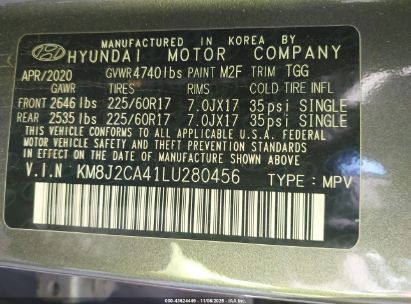 MANUFACTURED IN KOREA BY
HYUNDAI MOTOR COMPANY
APR/2020 GVWR 4740lbs PAINT M2F TRIM TGG
GAWR TIRES RIMS COLD TIRE INFL
FRONT 2646 lbs 225/60R17 7.0JX17 35psi SINGLE
REAR 2535 lbs 225/60R17 7.0JX17 35psi SINGLE
THIS VEHICLE CONFORMS TO ALL APPLICABLE U.S. FEDERAL
MOTOR VEHICLE SAFETY, BUMPER, AND THEFT PREVENTION STANDARDS
IN EFFECT ON THE DATE OF MANUFACTURE SHOWN ABOVE
V.I.N : KM8J2CA41LU280456 TYPE : MPV